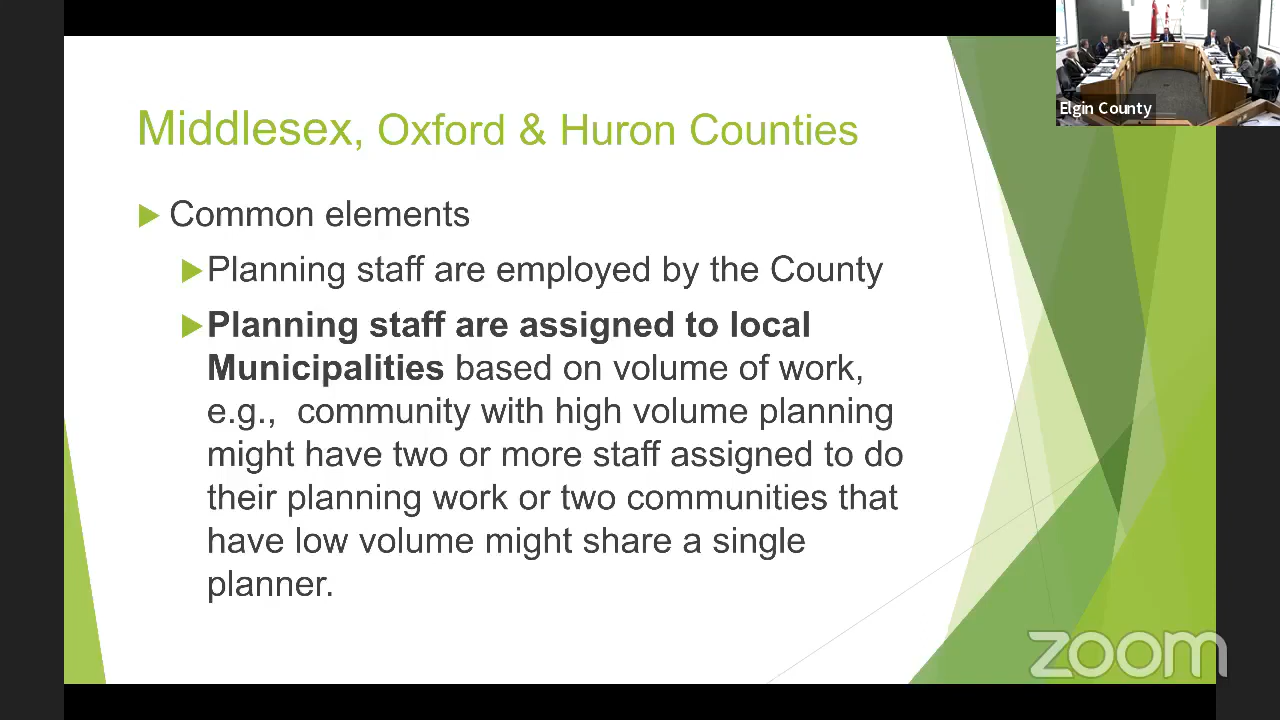 Elgin County
Middlesex, Oxford & Huron Counties
Common elements
Planning staff are employed by the County
Planning staff are assigned to local
Municipalities based on volume of work,
e.g.,  community with high volume planning
might have two or more staff assigned to do
their planning work or two communities that
have low volume might share a single
planner.
zoom